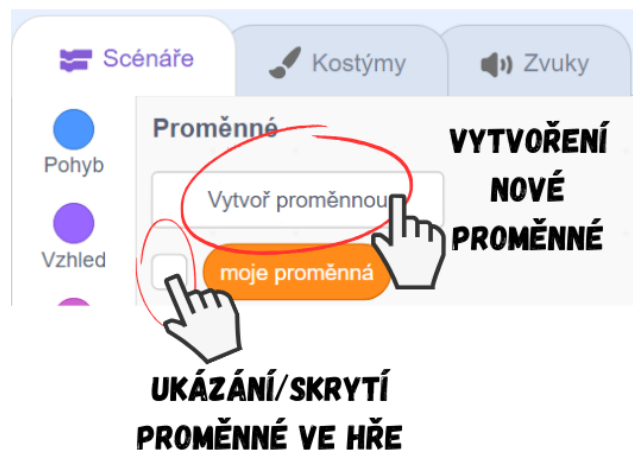 Scénáře
Kostýmy
Zvuky
Pohyb
Vzhled
Proměnné
Vytvoř proměnnou
moje proměnná
VYTVOŘENÍ
NOVÉ
PROMĚNNÉ
UKÁZÁNÍ/SKRYTÍ
PROMĚNNÉ VE HŘE